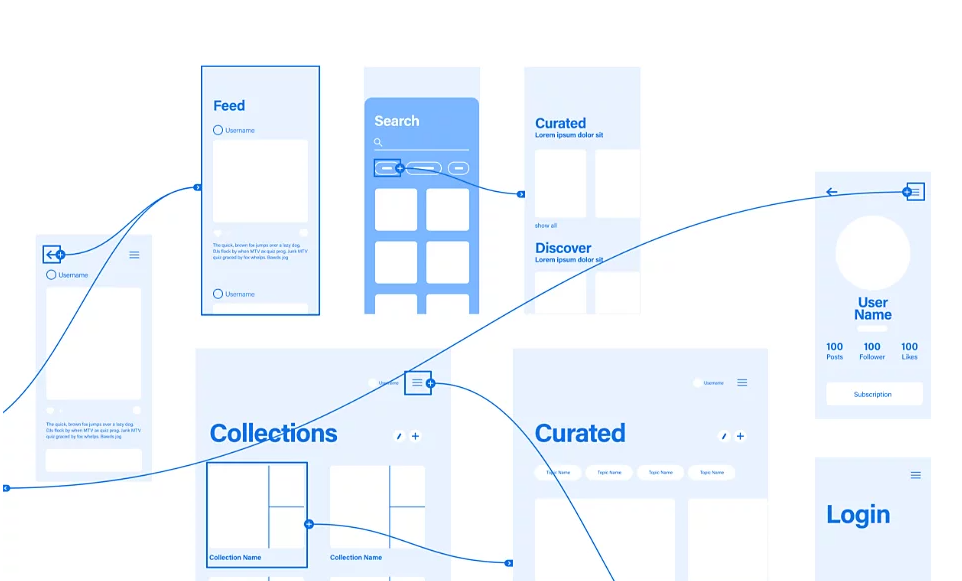 Feed
Username
The quick, brown fox jumps over a lazy dog.
DJs flock by when MTV ax quiz prog. Junk MTV
quiz graced by fox whelps. Bawds jog
Username
Search
Curated
Lorem ipsum dolor sit
show all
Discover
Lorem ipsum dolor sit
Username
The quick, brown fox jumps over a lazy dog.
DJs flock by when MTV ax quiz prog. Junk MTV
quiz graced by fox whelps. Bawds jog
User
Name
100 100 100
Posts Follower Likes
Subscription
Username
Collections
Collection Name
Collection Name
Username
Curated
Topic Name Topic Name Topic Name Topic Name
Login